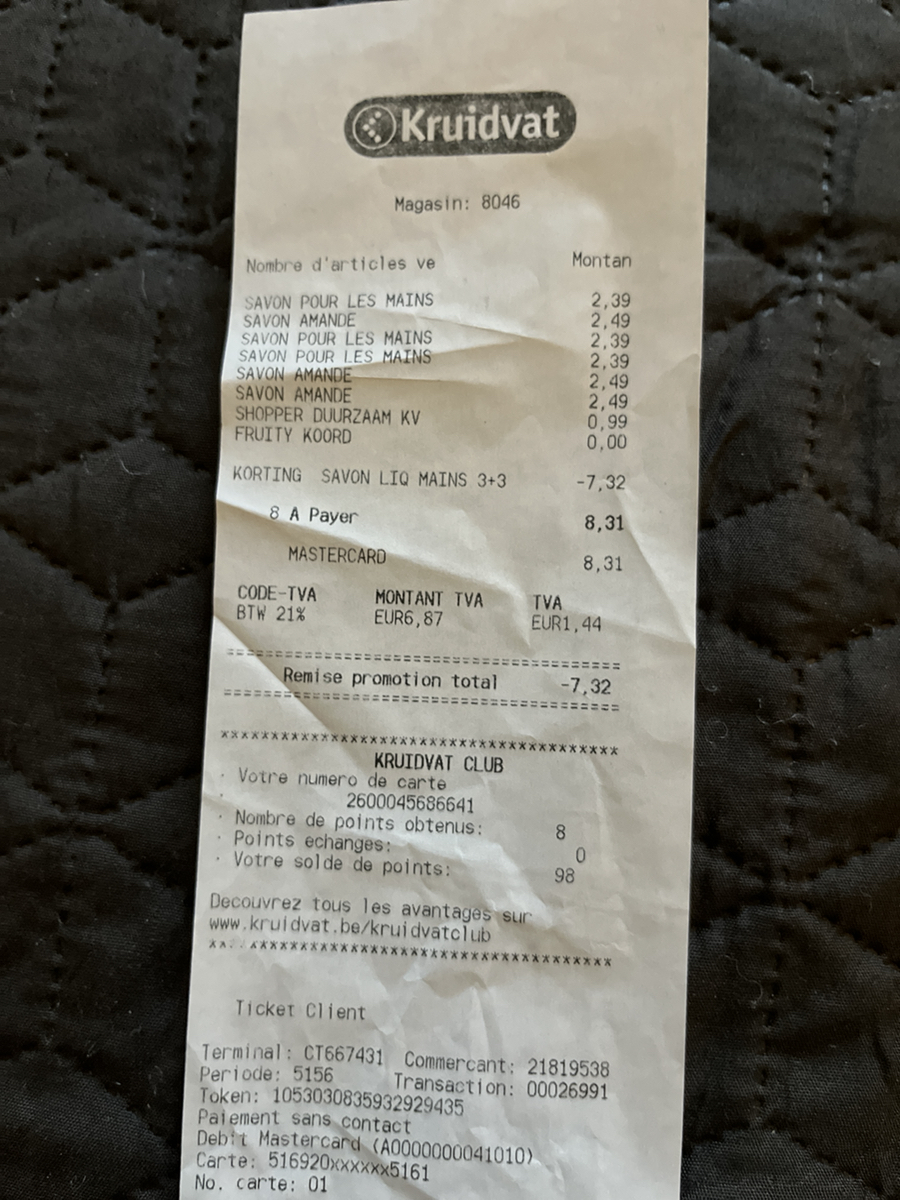 Kruidvat
Magasin: 8046
Nombre d'articles ve Montan
SAVON POUR LES MAINS 2,39
SAVON AMANDE 2,49
SAVON POUR LES MAINS 2,39
SAVON POUR LES MAINS 2,39
SAVON AMANDE 2,49
SAVON AMANDE 2,49
SHOPPER DUURZAAM KV 0,99
FRUITY KOORD 0,00
KORTING SAVON LIQ MAINS 3+3 -7,32
8 A Payer 8,31
MASTERCARD 8,31
CODE-TVA MONTANT TVA TVA
BTW 21% EUR6,87 EUR1,44
========================================
Remise promotion total -7,32
========================================
****************************************
KRUIDVAT CLUB
· Votre numero de carte
· 2600045686641
· Nombre de points obtenus: 8
· Points echanges: 0
· Votre solde de points: 98
Decouvrez tous les avantages sur
www.kruidvat.be/kruidvatclub
****************************************
Ticket Client
Terminal: CT667431 Commercant: 21819538
Periode: 5156 Transaction: 00026991
Token: 1053030835932929435
Paiement sans contact
Debit Mastercard (A0000000041010)
Carte: 516920xxxxxx5161
No. carte: 01